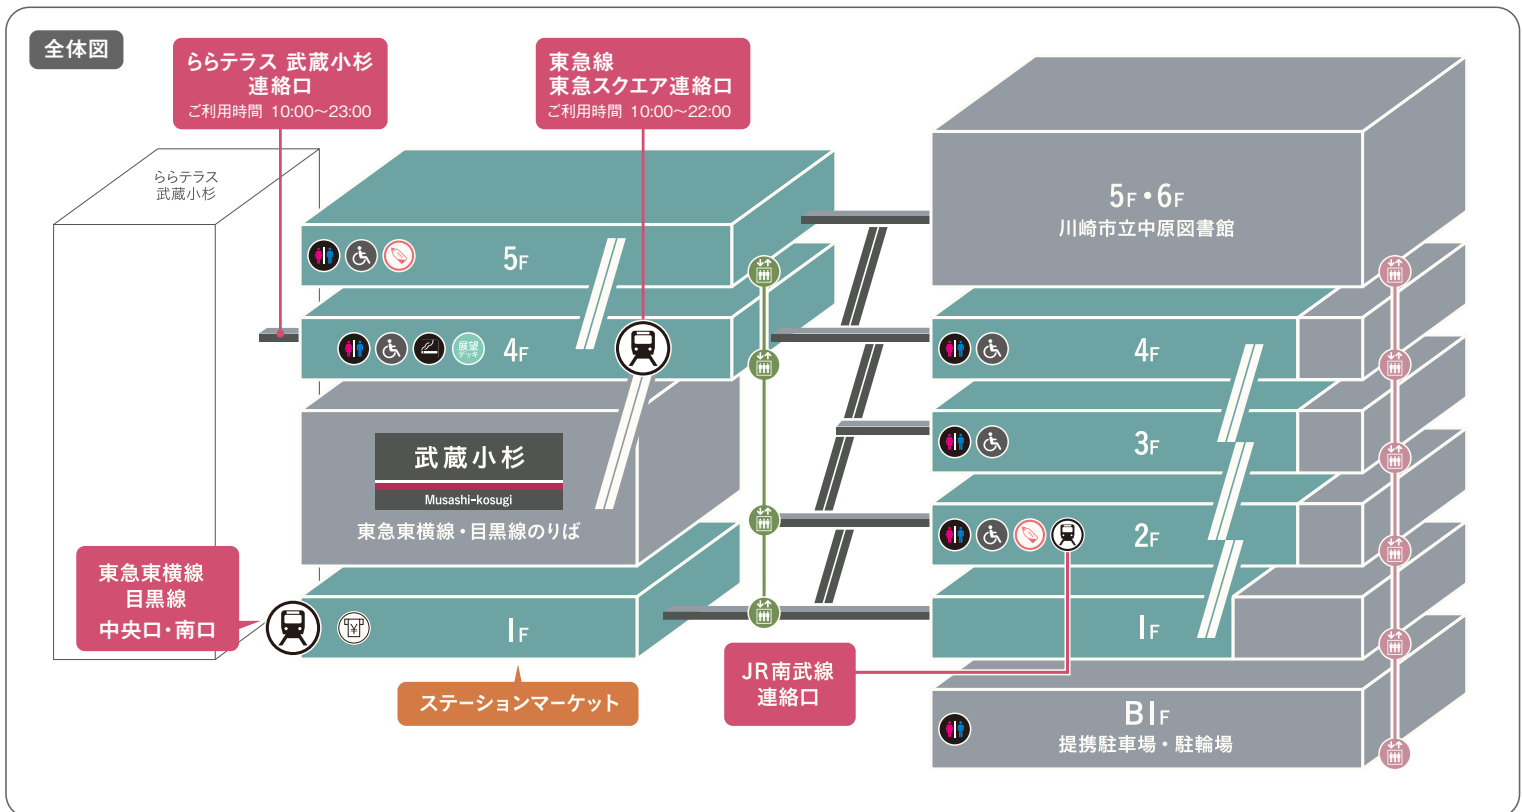 全体図
ららテラス 武蔵小杉
連絡口
ご利用時間 10:00〜23:00
東急線
東急スクエア連絡口
ご利用時間 10:00〜22:00
ららテラス
武蔵小杉
5F
4F
展望
デッキ
武蔵小杉
Musashi-kosugi
東急東横線・目黒線のりば
東急東横線
目黒線
中央口・南口
¥
1F
ステーションマーケット
5F・6F
川崎市立中原図書館
4F
3F
2F
1F
JR南武線
連絡口
B1F
提携駐車場・駐輪場